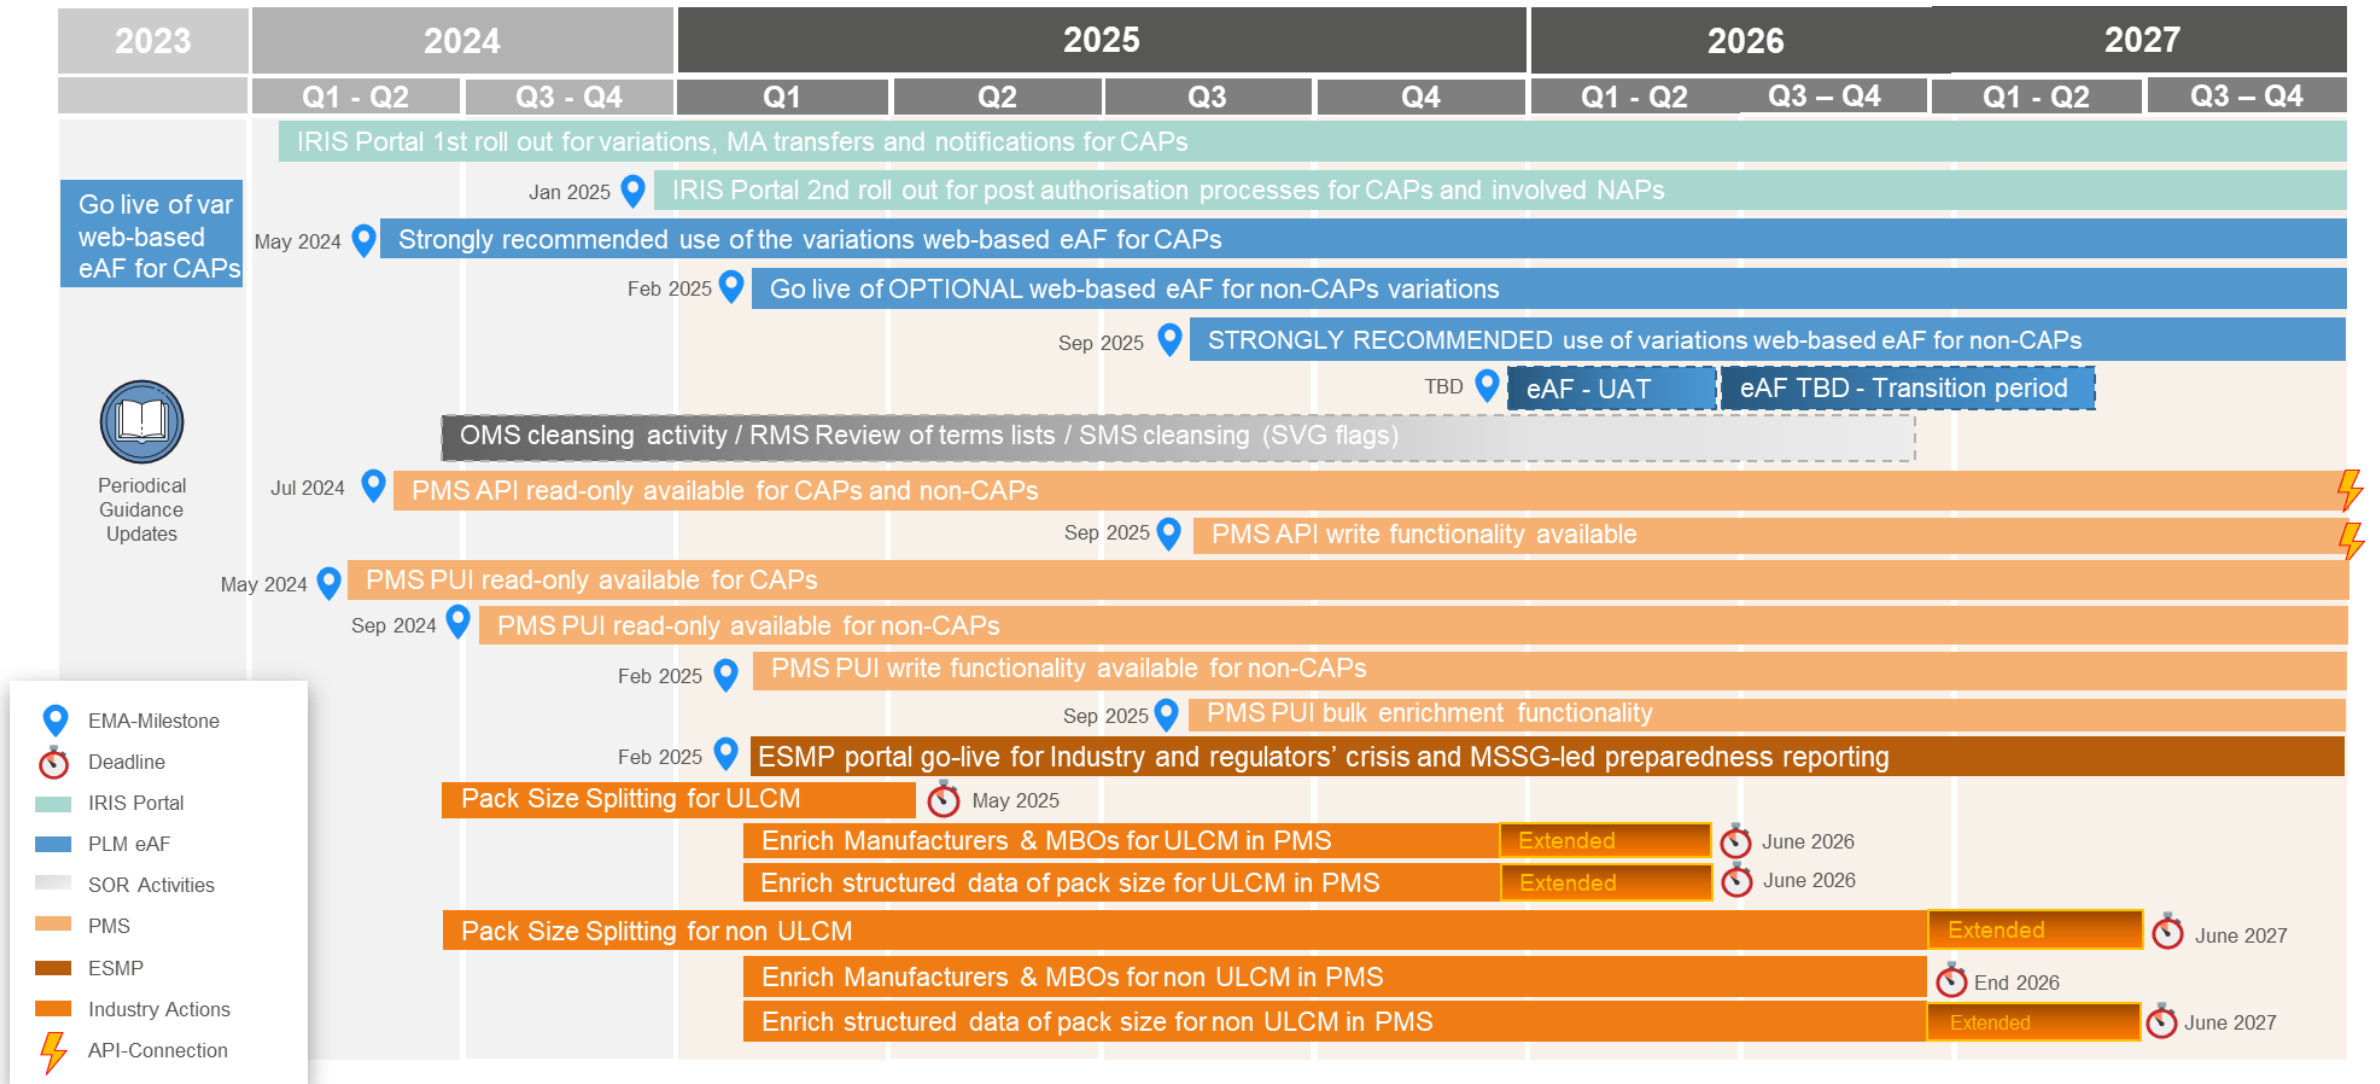 2023 2024 2025 2026 2027
Q1 - Q2 Q3 - Q4 Q1 Q2 Q3 Q4 Q1 - Q2 Q3 – Q4 Q1 - Q2 Q3 – Q4
IRIS Portal 1st roll out for variations, MA transfers and notifications for CAPs
Jan 2025 IRIS Portal 2nd roll out for post authorisation processes for CAPs and involved NAPs
Go live of var
web-based
eAF for CAPs
May 2024 Strongly recommended use of the variations web-based eAF for CAPs
Feb 2025 Go live of OPTIONAL web-based eAF for non-CAPs variations
Sep 2025 STRONGLY RECOMMENDED use of variations web-based eAF for non-CAPs
TBD eAF - UAT eAF TBD - Transition period
OMS cleansing activity / RMS Review of terms lists / SMS cleansing (SVG flags)
Periodical
Guidance
Updates
Jul 2024 PMS API read-only available for CAPs and non-CAPs
Sep 2025 PMS API write functionality available
May 2024 PMS PUI read-only available for CAPs
Sep 2024 PMS PUI read-only available for non-CAPs
Feb 2025 PMS PUI write functionality available for non-CAPs
Sep 2025 PMS PUI bulk enrichment functionality
Feb 2025 ESMP portal go-live for Industry and regulators’ crisis and MSSG-led preparedness reporting
Pack Size Splitting for ULCM May 2025
Enrich Manufacturers & MBOs for ULCM in PMS Extended June 2026
Enrich structured data of pack size for ULCM in PMS Extended June 2026
Pack Size Splitting for non ULCM Extended June 2027
Enrich Manufacturers & MBOs for non ULCM in PMS End 2026
Enrich structured data of pack size for non ULCM in PMS Extended June 2027
EMA-Milestone
Deadline
IRIS Portal
PLM eAF
SOR Activities
PMS
ESMP
Industry Actions
API-Connection